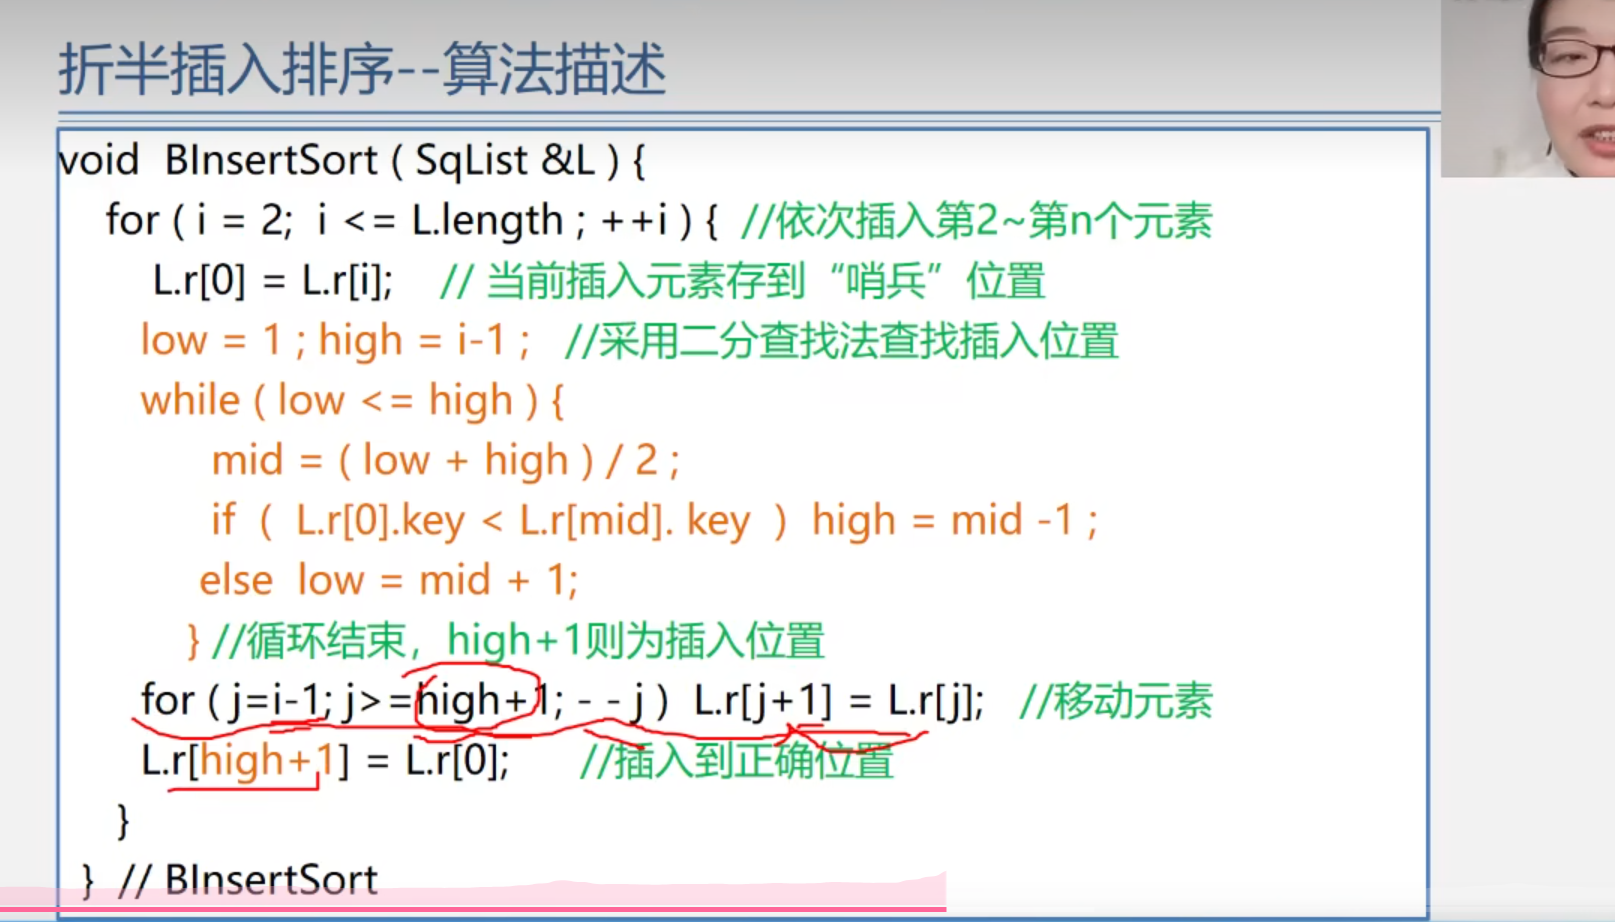 折半插入排序--算法描述
void BInsertSort ( SqList &L ) {
for ( i = 2; i <= L.length ; ++i ) { //依次插入第2~第n个元素
L.r[0] = L.r[i]; // 当前插入元素存到“哨兵”位置
low = 1 ; high = i-1 ; //采用二分查找法查找插入位置
while ( low <= high ) {
mid = ( low + high ) / 2 ;
if ( L.r[0].key < L.r[mid]. key ) high = mid -1 ;
else low = mid + 1;
} //循环结束，high+1则为插入位置
for ( j=i-1; j>=high+1; - - j ) L.r[j+1] = L.r[j]; //移动元素
L.r[high+1] = L.r[0]; //插入到正确位置
}
} // BInsertSort